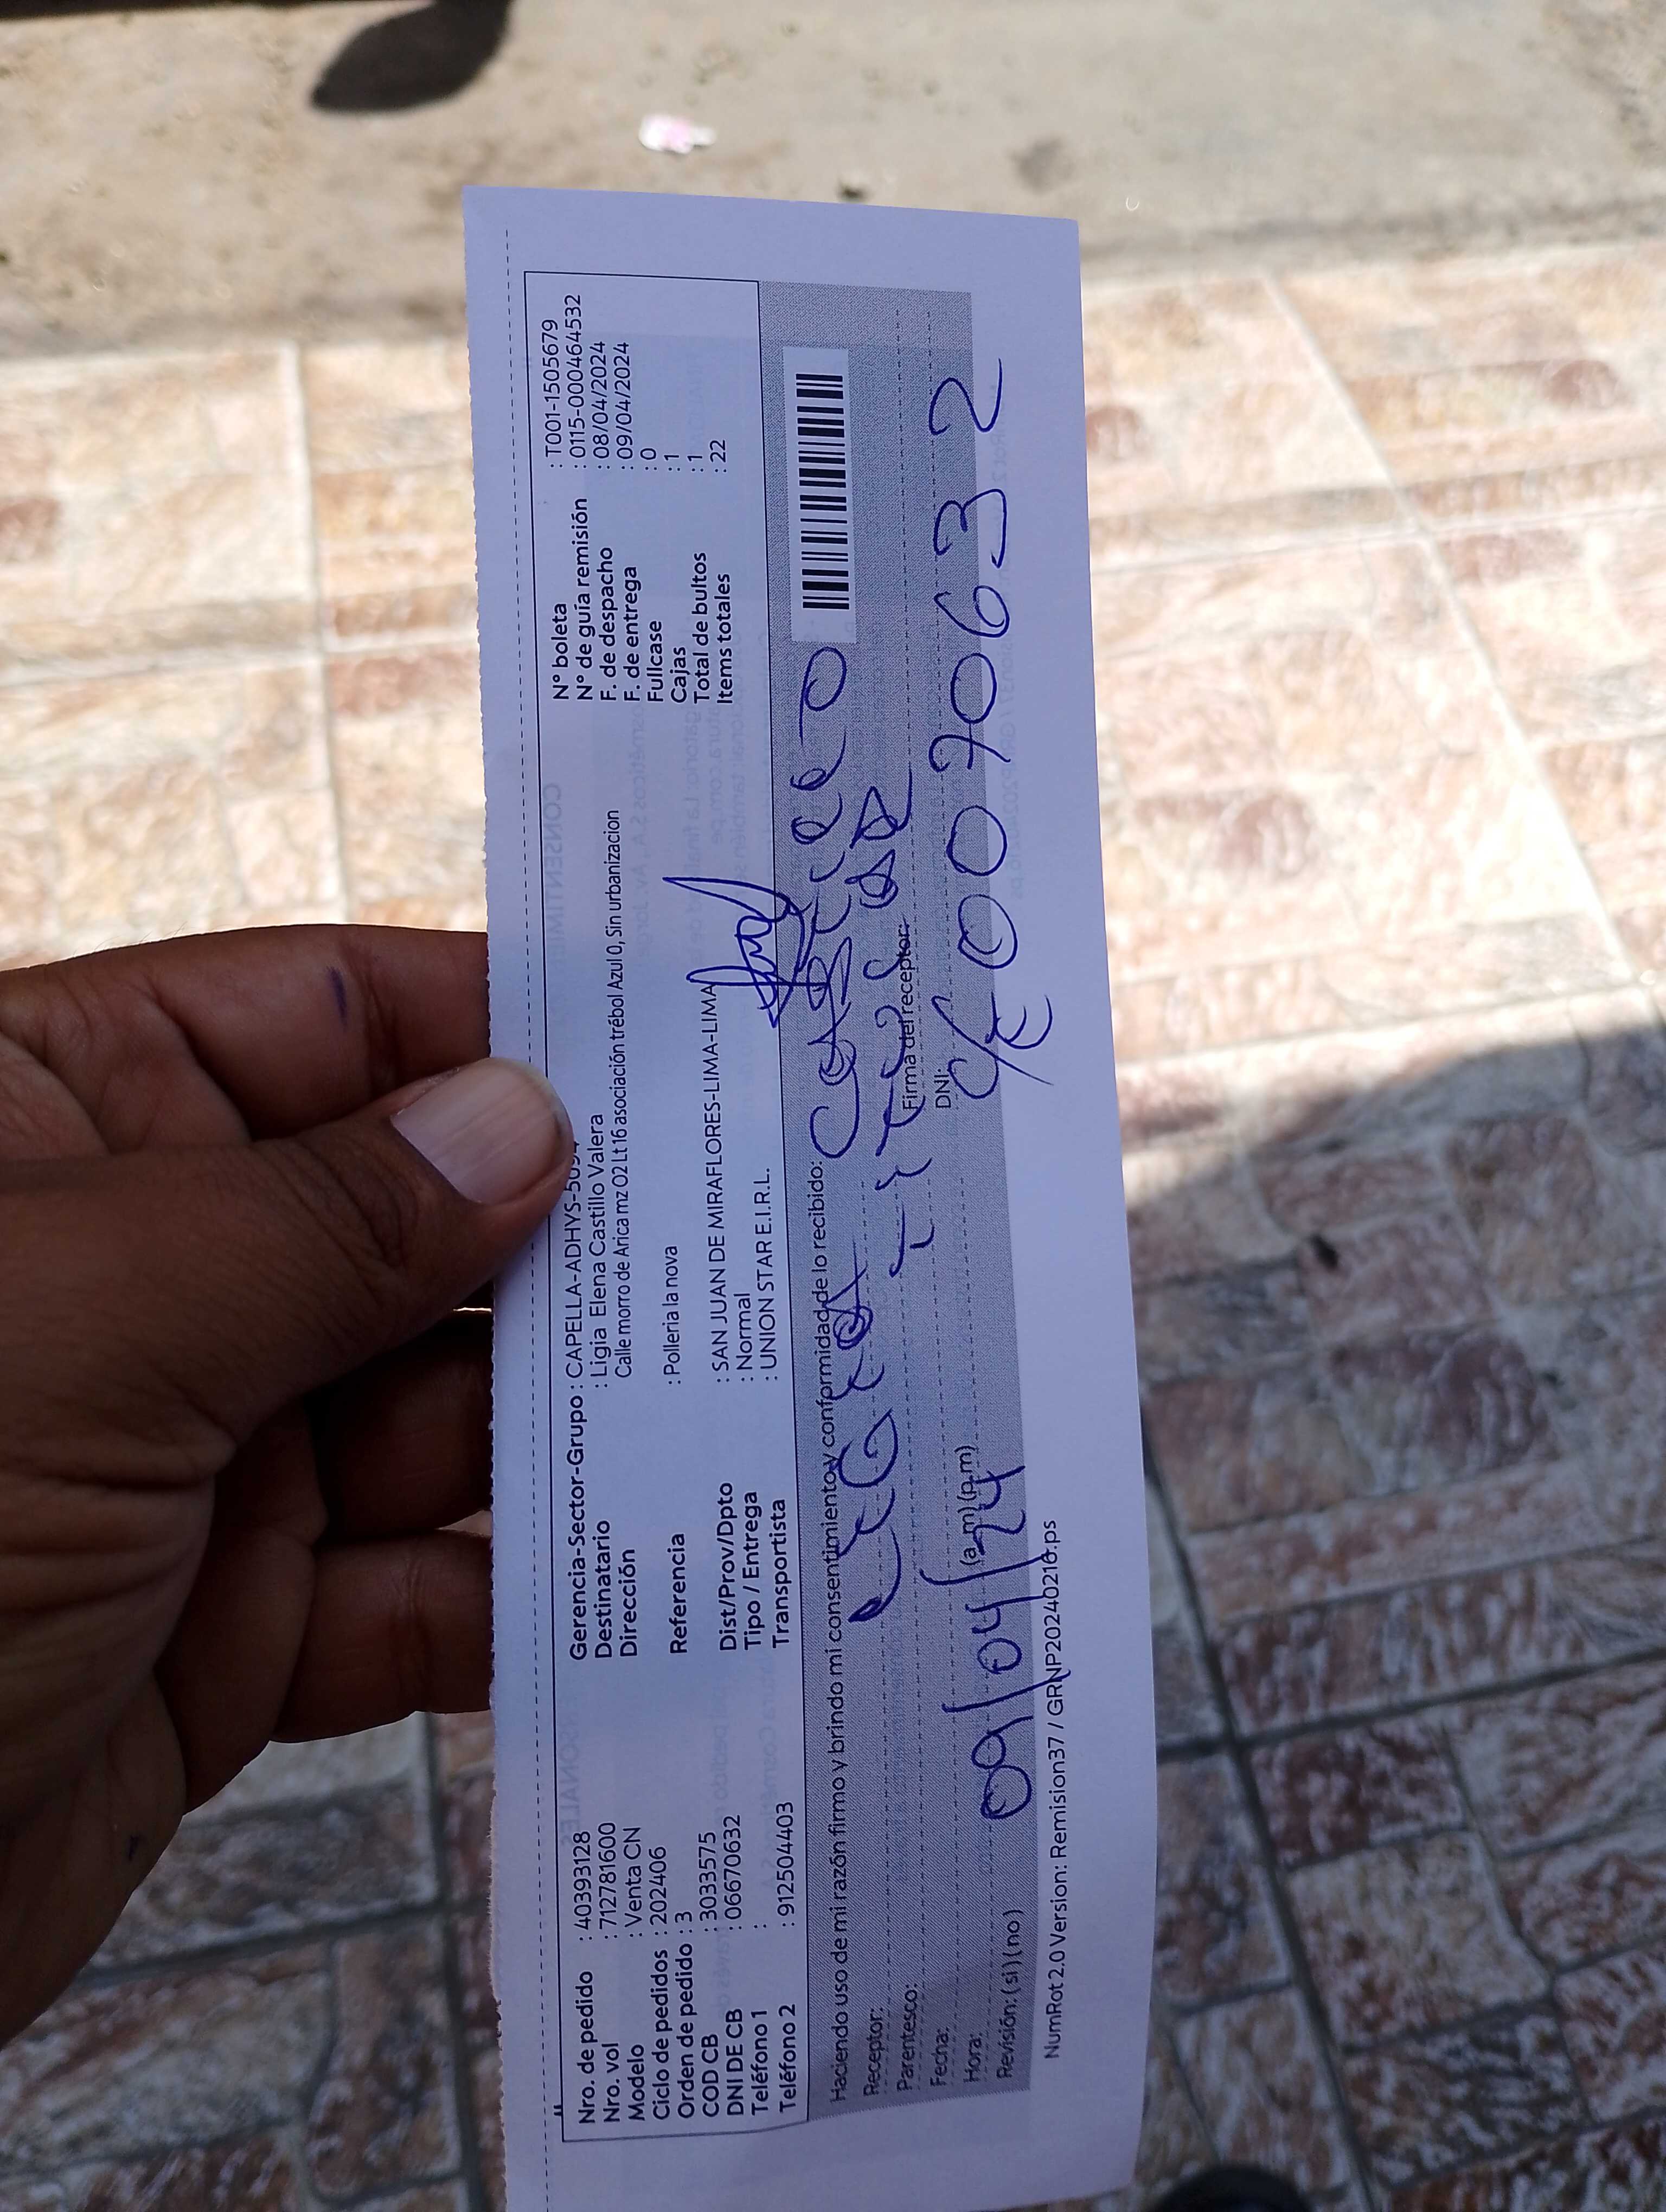 Nro. de pedido : 40393128
Nro. vol : 712781600
Modelo : Venta CN
Ciclo de pedidos : 202406
Orden de pedido : 3
COD CB : 3033575
DNI DE CB : 06670632
Teléfono 1 :
Teléfono 2 : 912504403
Gerencia-Sector-Grupo : CAPELLA-ADHYS-
Destinatario : Ligia Elena Castillo Valera
Dirección Calle morro de Arica mz O2 Lt 16 asociación trébol Azul 0, Sin urbanizacion
Referencia : Polleria la nova
Dist/Prov/Dpto : SAN JUAN DE MIRAFLORES-LIMA-LIMA
Tipo / Entrega : Normal
Transportista : UNION STAR E.I.R.L.
N° boleta : T001-1505679
N° de guía remisión : 0115-000464532
F. de despacho : 08/04/2024
F. de entrega : 09/04/2024
Fullcase : 0
Cajas : 1
Total de bultos : 1
Items totales : 22
Haciendo uso de mi razón firmo y brindo mi consentimiento y conformidad de lo recibido:
Receptor: Ligia Castillo
Parentesco: Titular
Fecha: 09/04/24
Hora: (a.m) (p.m)
Revisión: (si) (no)
Firma del receptor:
DNI: C/E 00970632
NumRot 2.0 Version: Remision37 / GRNP20240216.ps